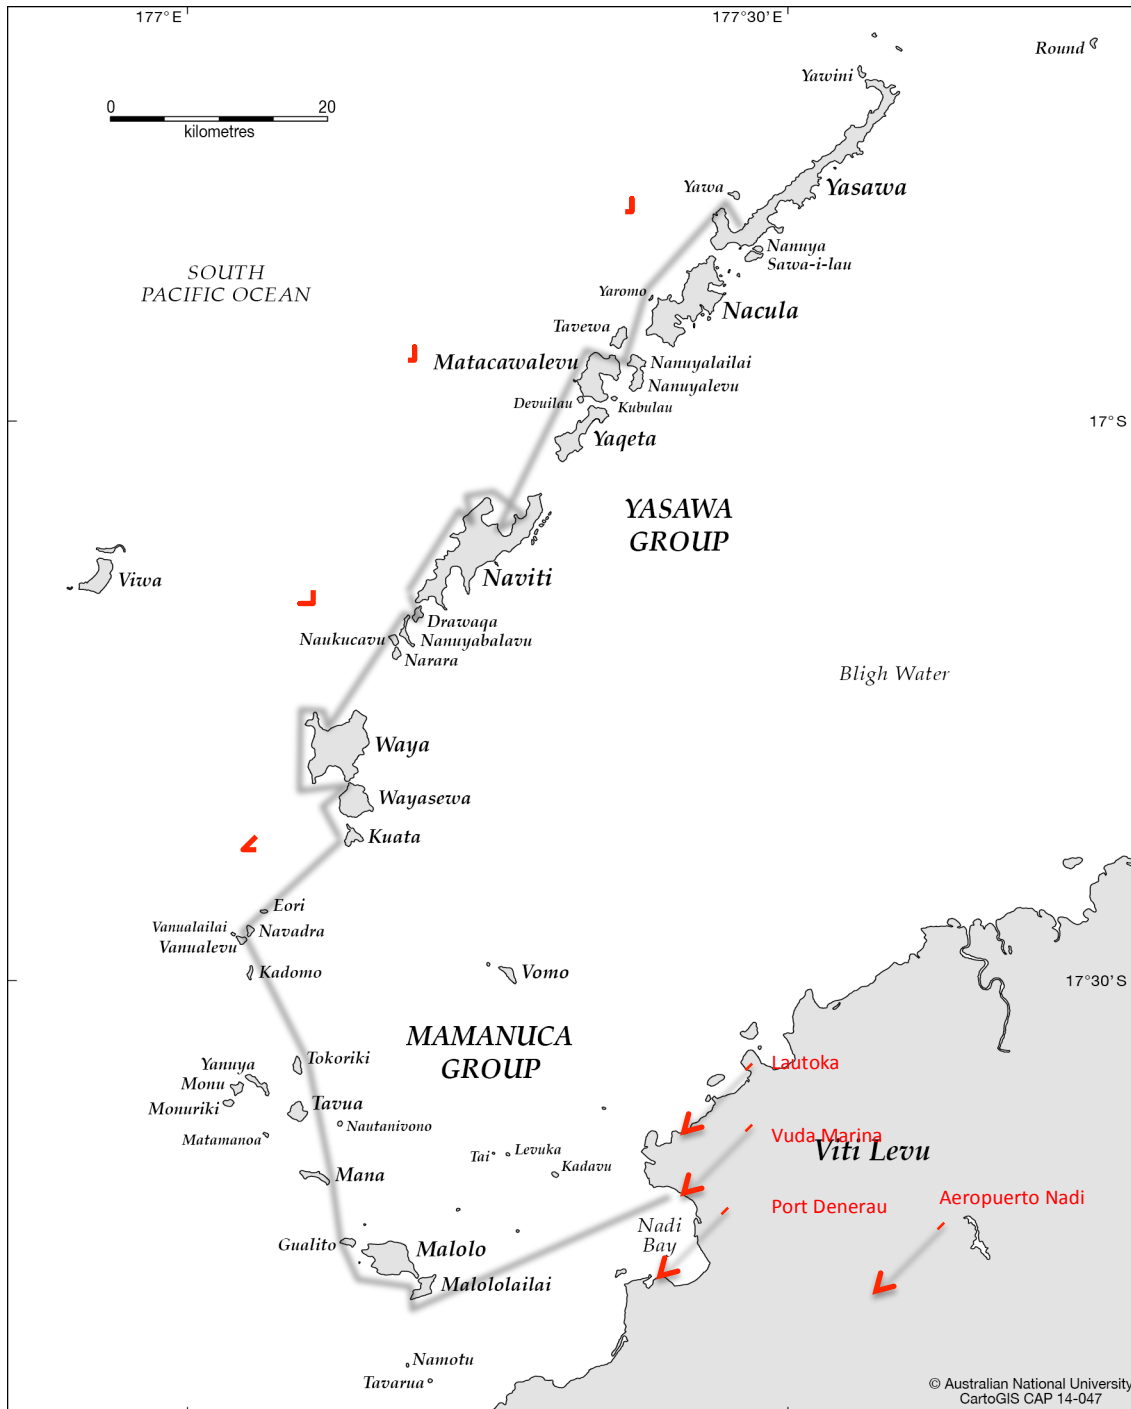 177° E
177°30' E
Round
Yawini
0
20
kilometres
Yasawa
Yawa
Nanuya
Sawa-i-lau
SOUTH
PACIFIC OCEAN
Yaromo
Nacula
Tavewa
Matacawalevu
Nanuyalailai
Nanuyalevu
Devuilau
Kubulau
17° S
Yaqeta
YASAWA
GROUP
Viwa
Naviti
Drawaqa
Naukucavu
Nanuyabalavu
Narara
Bligh Water
Waya
Wayasewa
Kuata
Eori
Vanualailai
Navadra
Vanualevu
Kadomo
Vomo
17°30' S
MAMANUCA
GROUP
Tokoriki
Yanuya
Monu
Lautoka
Monuriki
Tavua
Nautanivono
Matamanoa
Vuda Marina
Viti Levu
Tai
Levuka
Kadavu
Mana
Port Denerau
Aeropuerto Nadi
Nadi
Bay
Gualito
Malolo
Malololailai
Namotu
Tavarua
© Australian National University
CartoGIS CAP 14-047